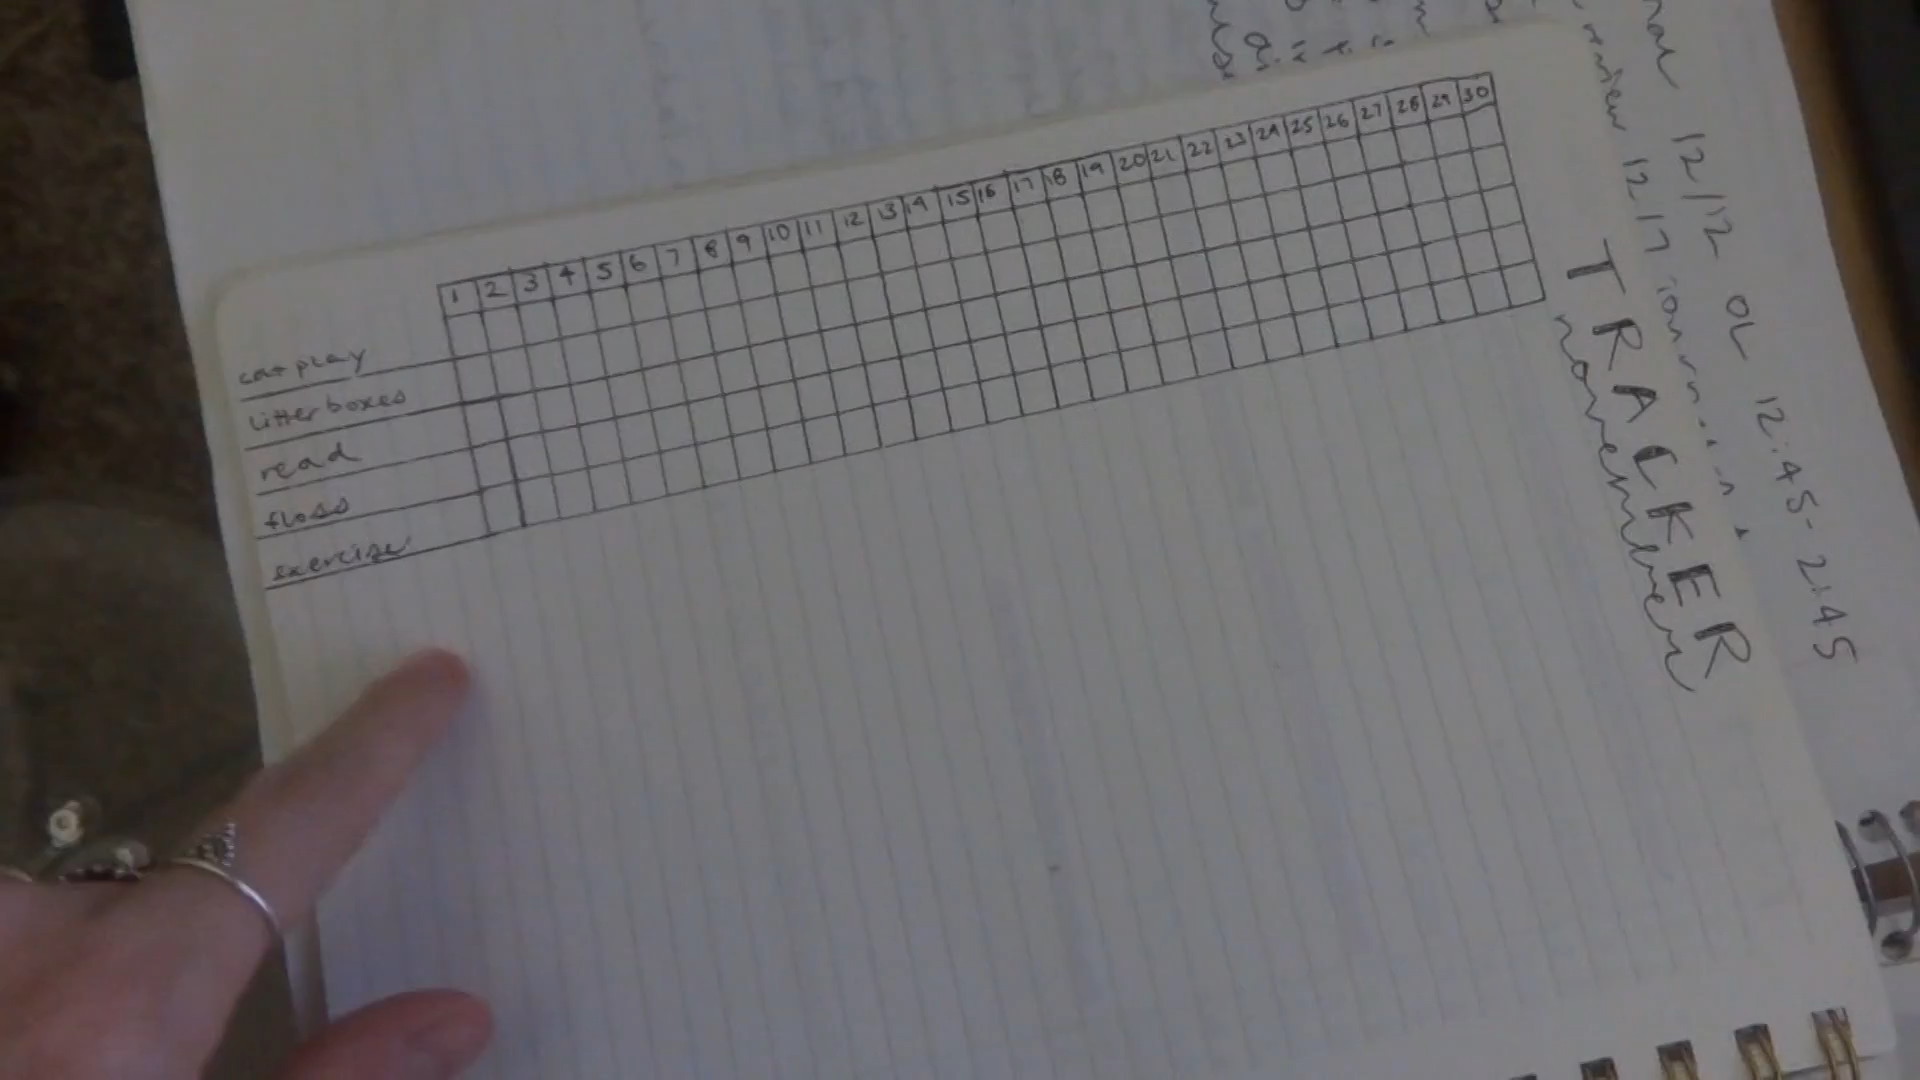 1 2 3 4 5 6 7 8 9 10 11 12 13 14 15 16 17 18 19 20 21 22 23 24 25 26 27 28 29 30
cat play
litter boxes
read
floss
exercise
TRACKER
november
12/12 OL 12:45-2:45
12/7